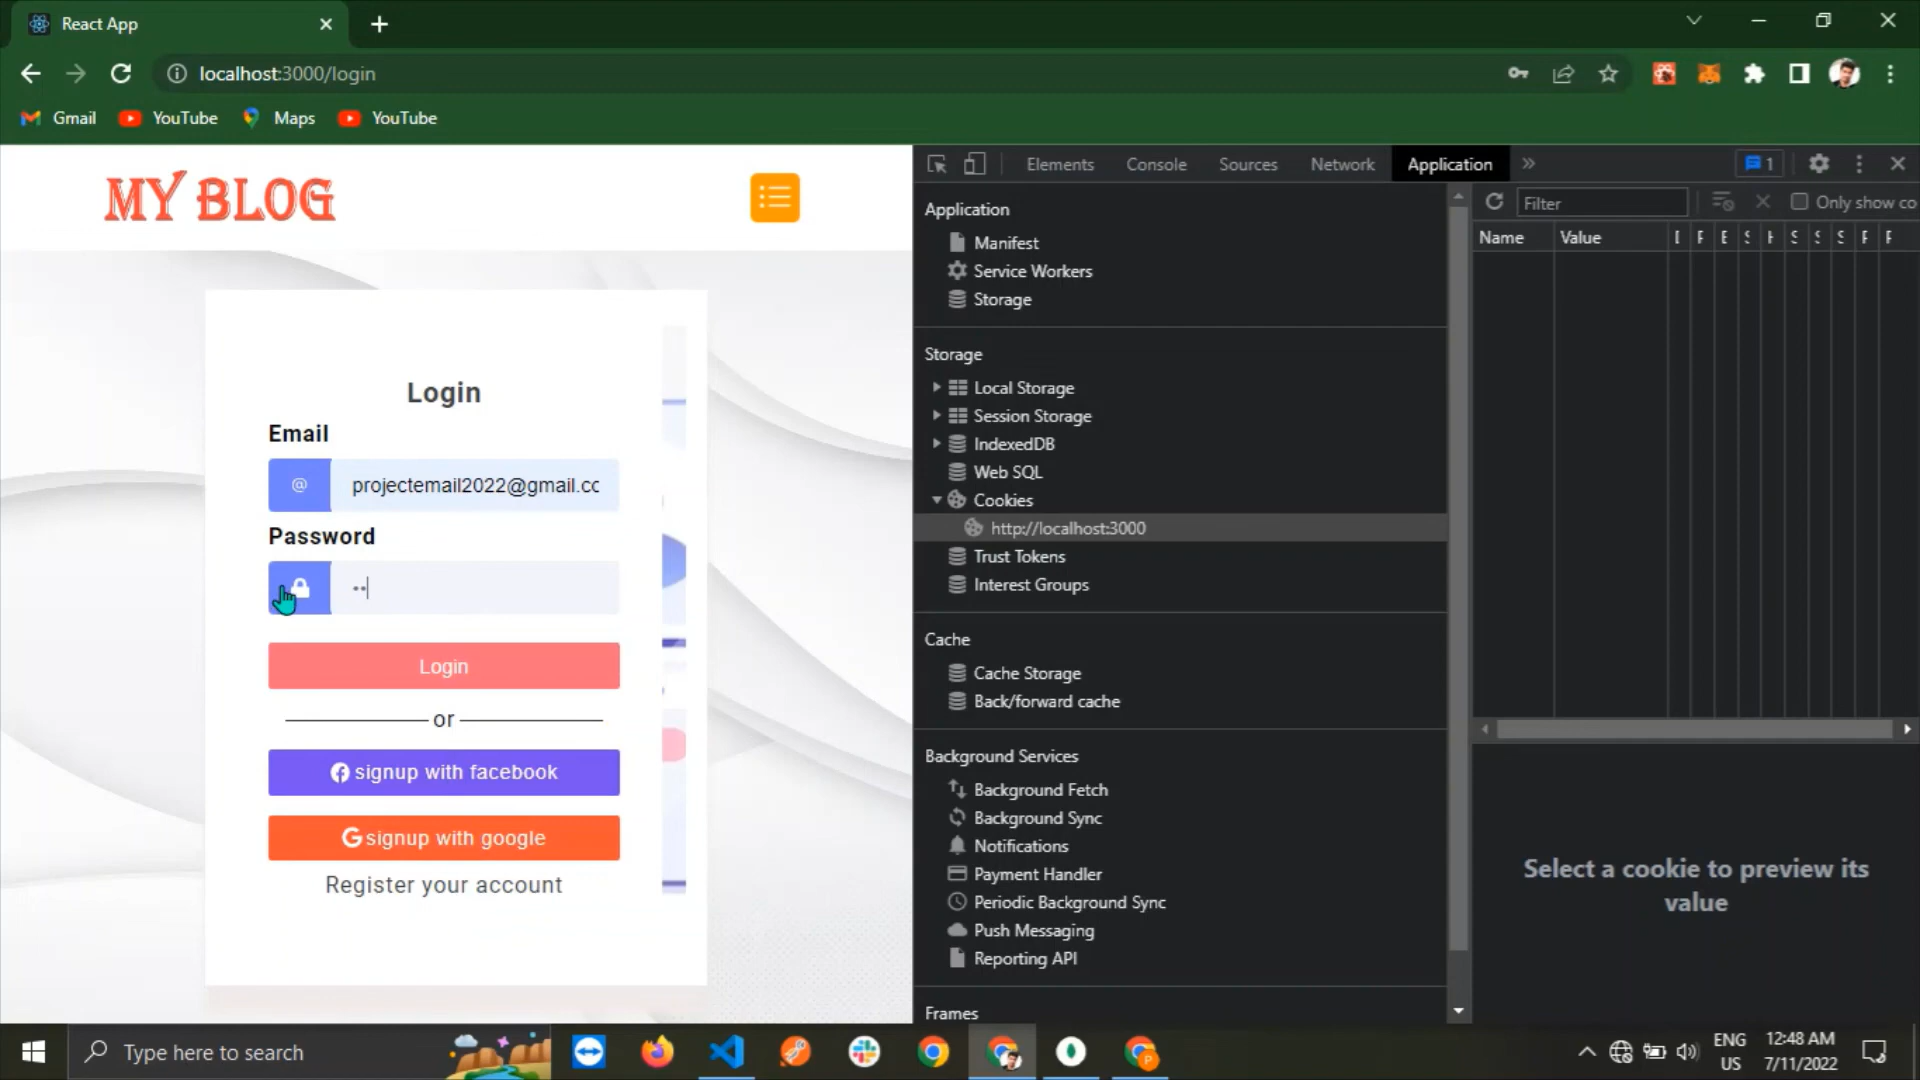 React App
localhost:3000/login
Gmail
YouTube
Maps
YouTube
MY BLOG
Login
Email
@
projectemail2022@gmail.cc
Password
Login
or
signup with facebook
signup with google
Register your account
Elements
Console
Sources
Network
Application
1
Application
Manifest
Service Workers
Storage
Storage
Local Storage
Session Storage
IndexedDB
Web SQL
Cookies
http://localhost:3000
Trust Tokens
Interest Groups
Cache
Cache Storage
Back/forward cache
Background Services
Background Fetch
Background Sync
Notifications
Payment Handler
Periodic Background Sync
Push Messaging
Reporting API
Frames
Filter
Only show co
Name
Value
Select a cookie to preview its
value
Type here to search
ENG
US
12:48 AM
7/11/2022